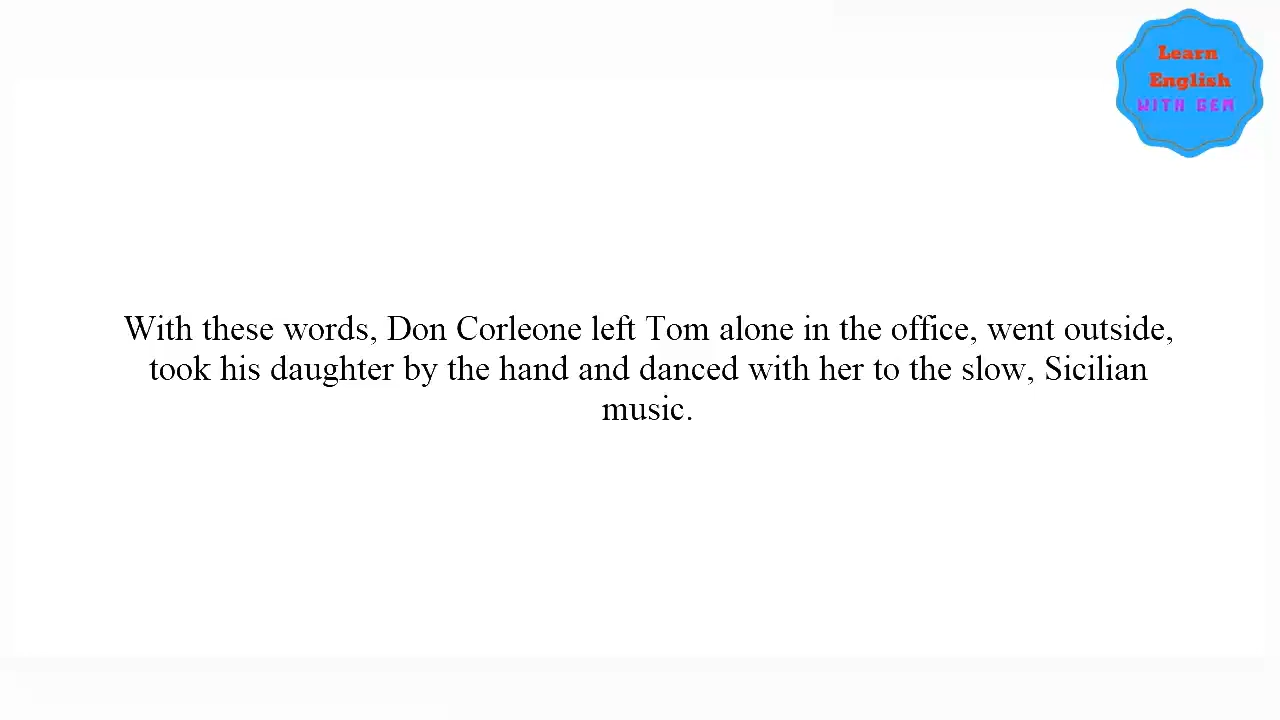 Learn
English
WITH GEM
With these words, Don Corleone left Tom alone in the office, went outside,
took his daughter by the hand and danced with her to the slow, Sicilian
music.